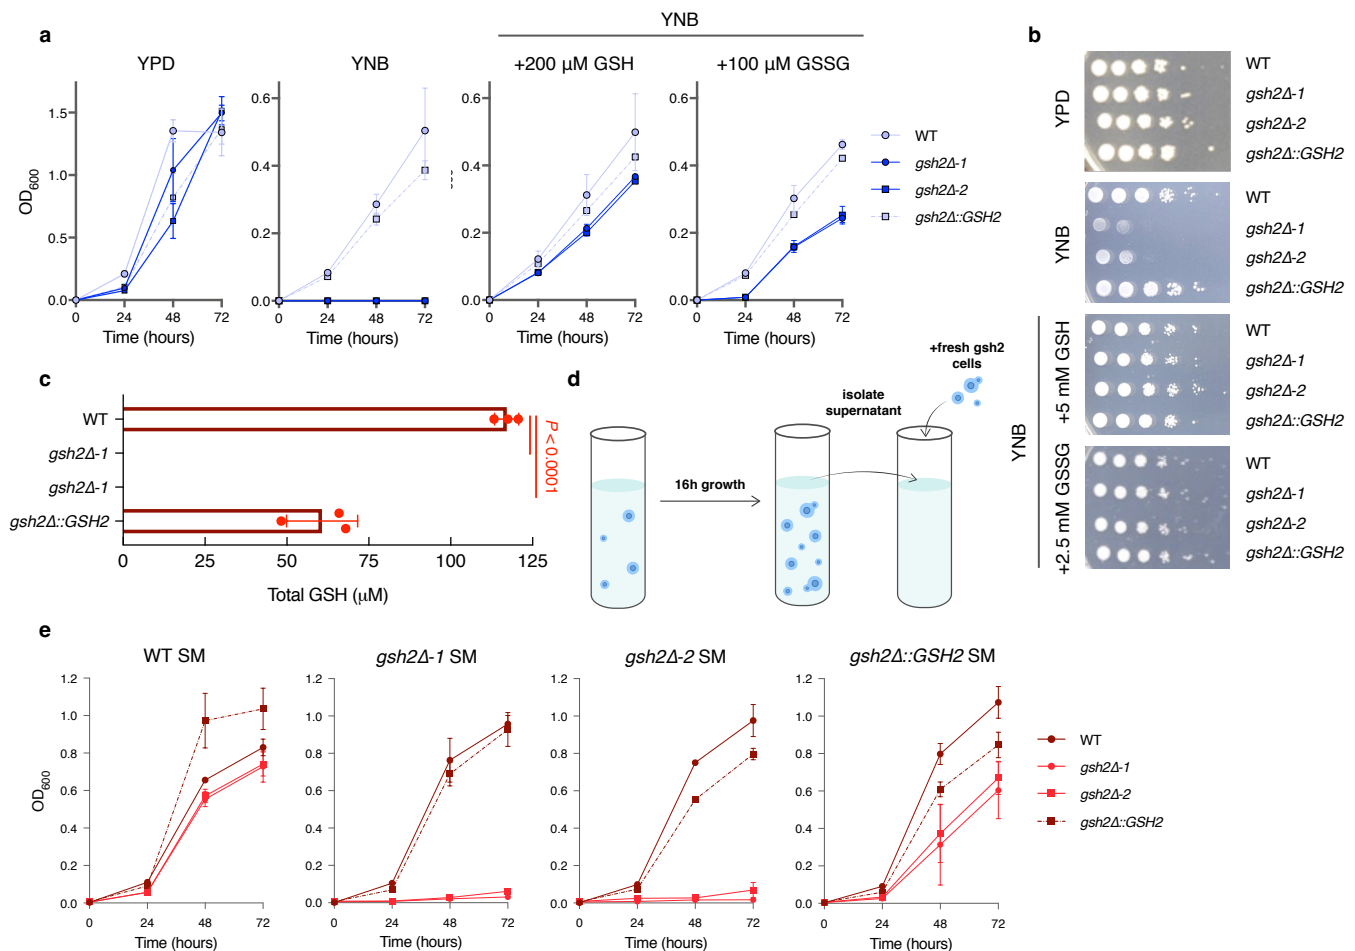 a
YNB
YPD
YNB
+200 µM GSH
+100 µM GSSG
OD600
1.5
1.0
0.5
0.0
0 24 48 72
Time (hours)
0.6
0.4
0.2
0.0
0 24 48 72
Time (hours)
0.6
0.4
0.2
0.0
0 24 48 72
Time (hours)
0.6
0.4
0.2
0.0
0 24 48 72
Time (hours)
WT
gsh2Δ-1
gsh2Δ-2
gsh2Δ::GSH2
b
YPD
WT
gsh2Δ-1
gsh2Δ-2
gsh2Δ::GSH2
YNB
WT
gsh2Δ-1
gsh2Δ-2
gsh2Δ::GSH2
YNB
+5 mM GSH
WT
gsh2Δ-1
gsh2Δ-2
gsh2Δ::GSH2
+2.5 mM GSSG
WT
gsh2Δ-1
gsh2Δ-2
gsh2Δ::GSH2
c
WT
gsh2Δ-1
gsh2Δ-1
gsh2Δ::GSH2
P < 0.0001
0 25 50 75 100 125
Total GSH (µM)
d
16h growth
isolate
supernatant
+fresh gsh2
cells
e
WT SM
gsh2Δ-1 SM
gsh2Δ-2 SM
gsh2Δ::GSH2 SM
OD600
1.2
1.0
0.8
0.6
0.4
0.2
0.0
0 24 48 72
Time (hours)
1.2
1.0
0.8
0.6
0.4
0.2
0.0
0 24 48 72
Time (hours)
1.2
1.0
0.8
0.6
0.4
0.2
0.0
0 24 48 72
Time (hours)
1.2
1.0
0.8
0.6
0.4
0.2
0.0
0 24 48 72
Time (hours)
WT
gsh2Δ-1
gsh2Δ-2
gsh2Δ::GSH2